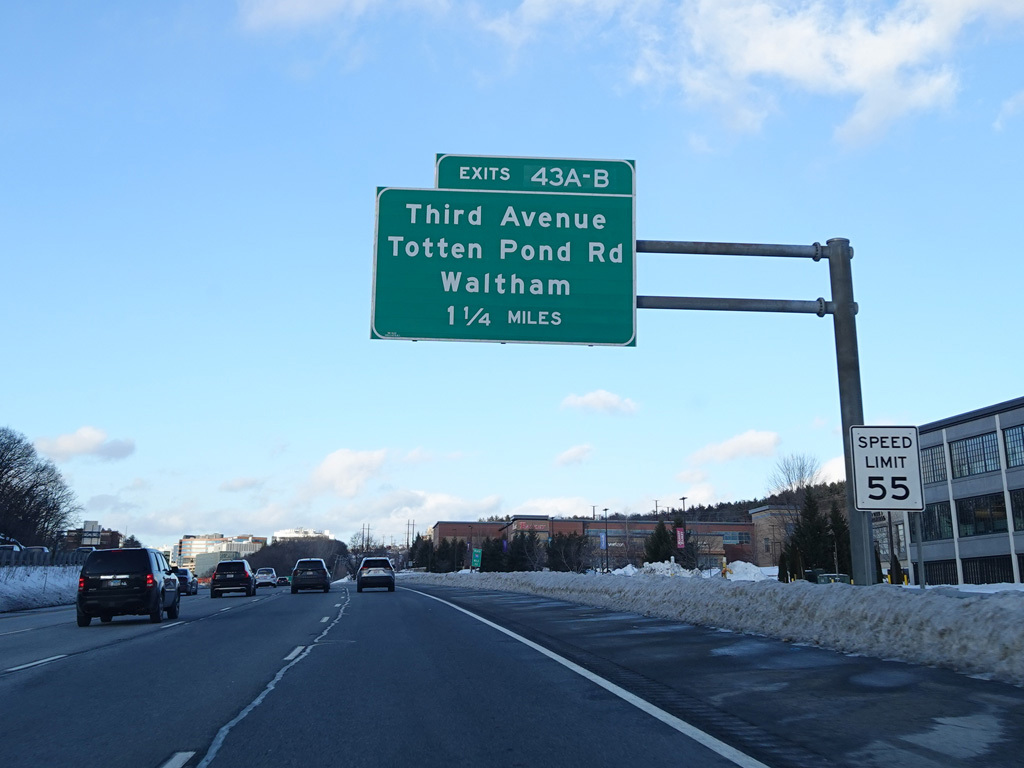 EXITS 43A-B
Third Avenue
Totten Pond Rd
Waltham
1 1/4 MILES
SPEED
LIMIT
55